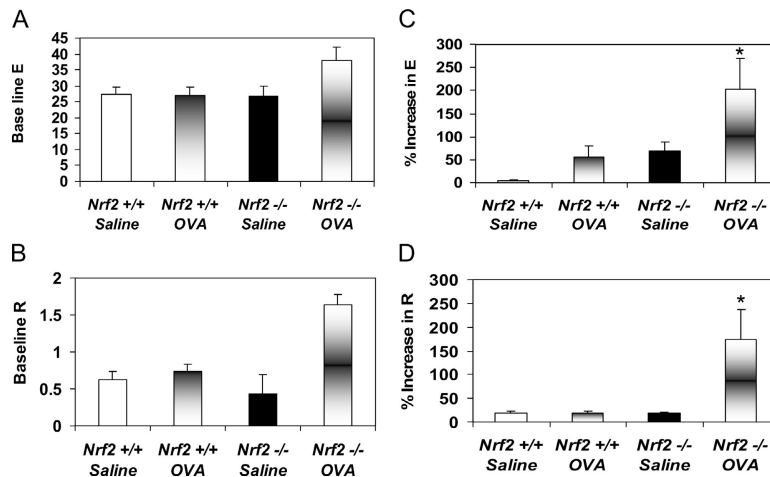 A
Base line E
45
40
35
30
25
20
15
10
5
0
Nrf2 +/+ Nrf2 +/+ Nrf2 -/- Nrf2 -/-
Saline OVA Saline OVA
C
% Increase in E
300
250
200
150
100
50
0
*
Nrf2 +/+ Nrf2 +/+ Nrf2 -/- Nrf2 -/-
Saline OVA Saline OVA
B
Baseline R
2
1.5
1
0.5
0
Nrf2 +/+ Nrf2 +/+ Nrf2 -/- Nrf2 -/-
Saline OVA Saline OVA
D
% Increase in R
300
250
200
150
100
50
0
*
Nrf2 +/+ Nrf2 +/+ Nrf2 -/- Nrf2 -/-
Saline OVA Saline OVA